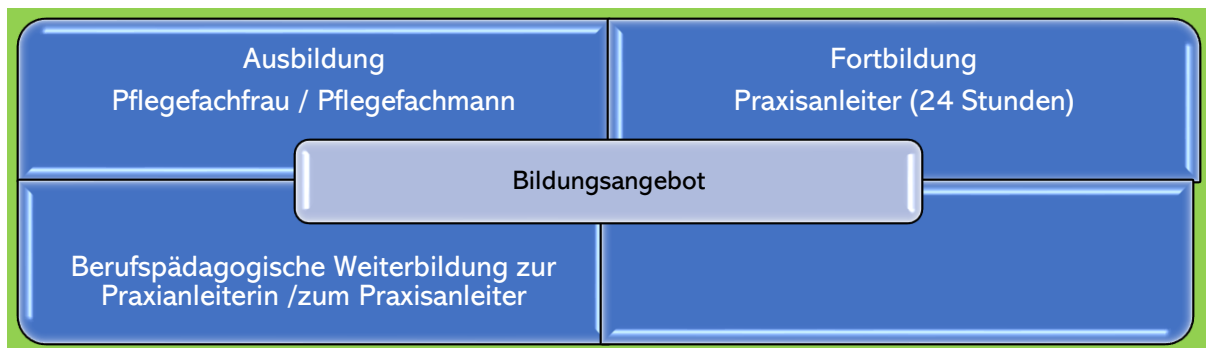 Ausbildung
Pflegefachfrau / Pflegefachmann
Fortbildung
Praxisanleiter (24 Stunden)
Bildungsangebot
Berufspädagogische Weiterbildung zur
Praxianleiterin /zum Praxisanleiter